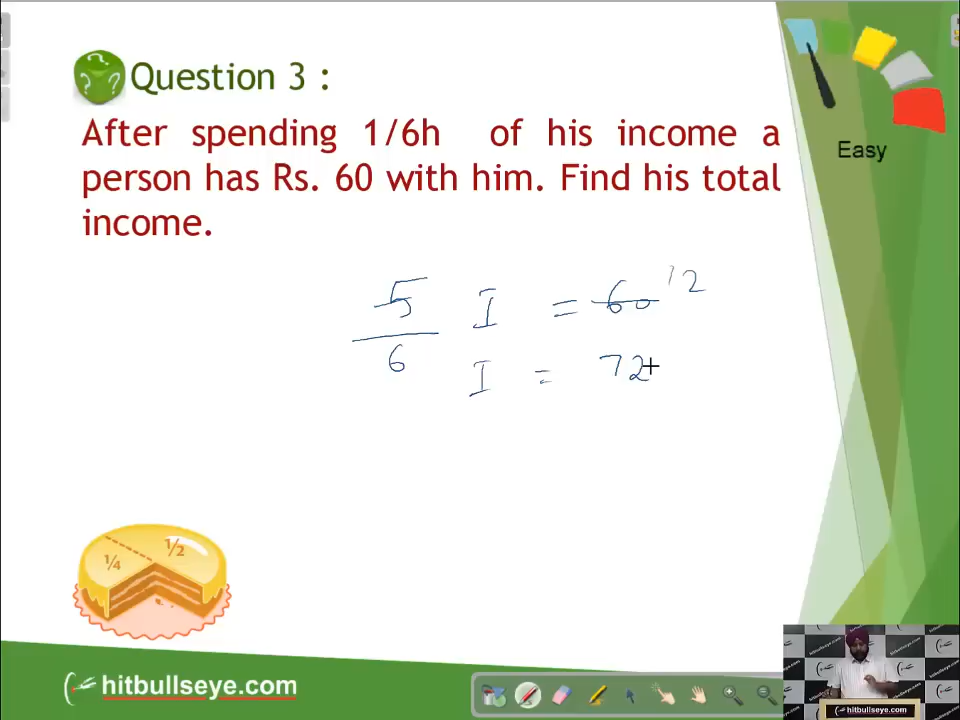 Question 3 :
Easy
After spending 1/6h of his income a
person has Rs. 60 with him. Find his total
income.
5 I = 60 12
6
I = 72
1/4 1/2
hitbullseye.com
hitbullseye.com